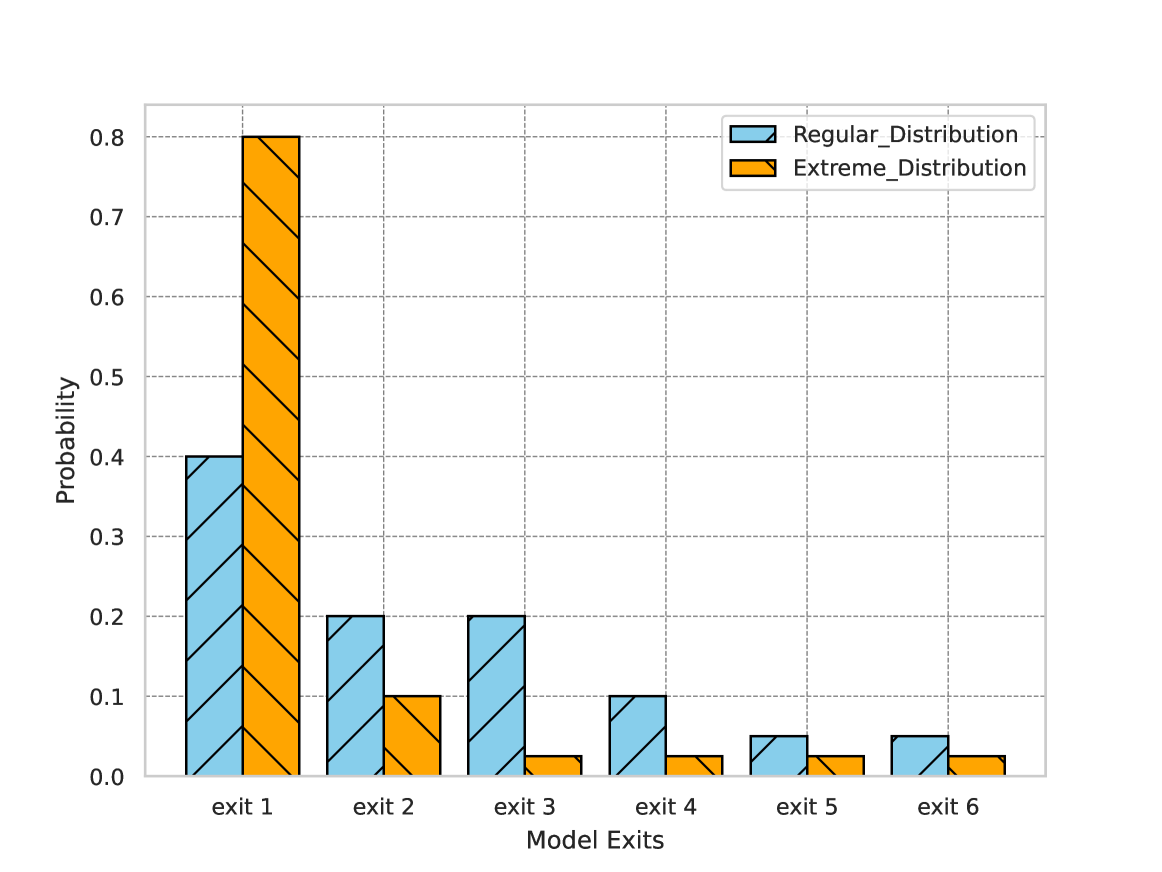 Regular_Distribution
Extreme_Distribution
Probability
0.8
0.7
0.6
0.5
0.4
0.3
0.2
0.1
0.0
exit 1 exit 2 exit 3 exit 4 exit 5 exit 6
Model Exits